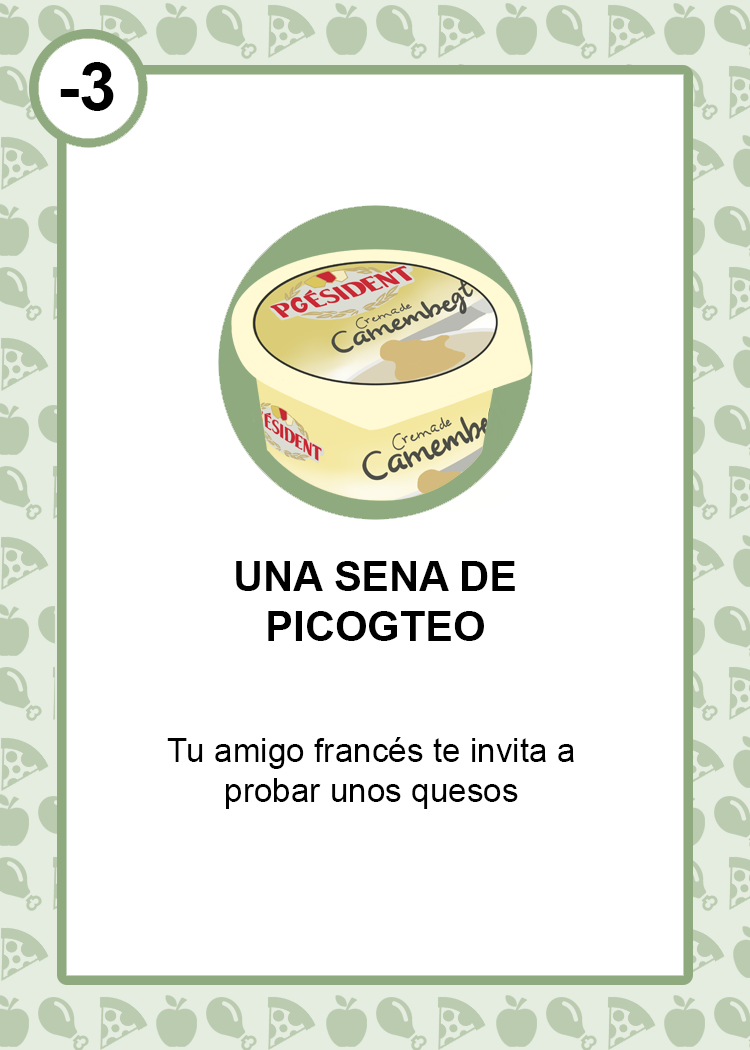 -3
PGÉSIDENT
Crema de
Camembegt
ÉSIDENT
Crema de
Camembe
UNA SENA DE
PICOGTEO
Tu amigo francés te invita a
probar unos quesos